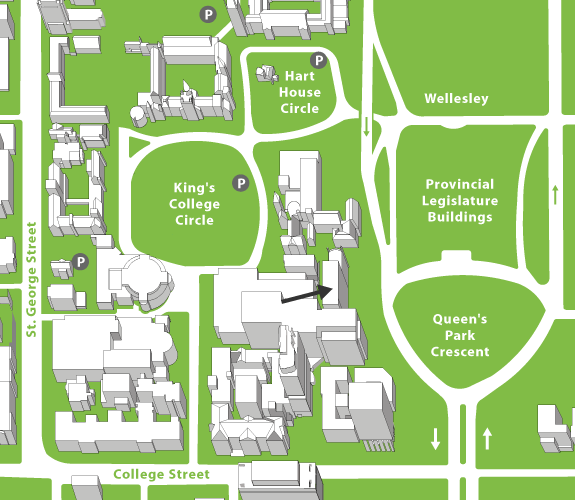 P
P
Hart
House
Circle
Wellesley
King's
College
Circle
P
Provincial
Legislature
Buildings
St. George Street
P
Queen's
Park
Crescent
College Street